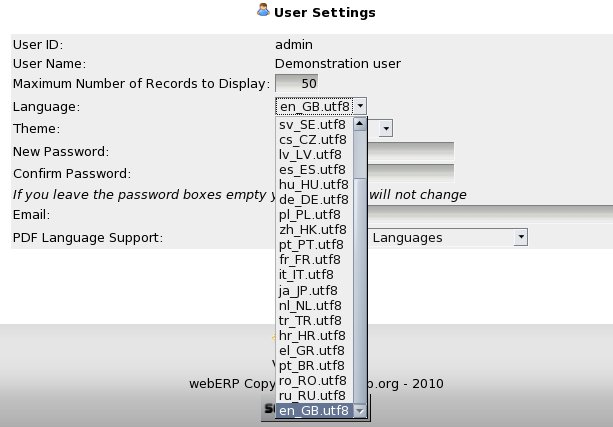 User Settings
User ID: admin
User Name: Demonstration user
Maximum Number of Records to Display: 50
Language: en_GB.utf8
sv_SE.utf8
Theme:
cs_CZ.utf8
New Password:
lv_LV.utf8
es_ES.utf8
Confirm Password:
hu_HU.utf8
If you leave the password boxes empty will not change
de_DE.utf8
Email:
pl_PL.utf8
zh_HK.utf8
PDF Language Support: Languages
pt_PT.utf8
fr_FR.utf8
it_IT.utf8
ja_JP.utf8
nl_NL.utf8
tr_TR.utf8
hr_HR.utf8
el_GR.utf8
pt_BR.utf8
ro_RO.utf8
webERP .org - 2010
ru_RU.utf8
en_GB.utf8